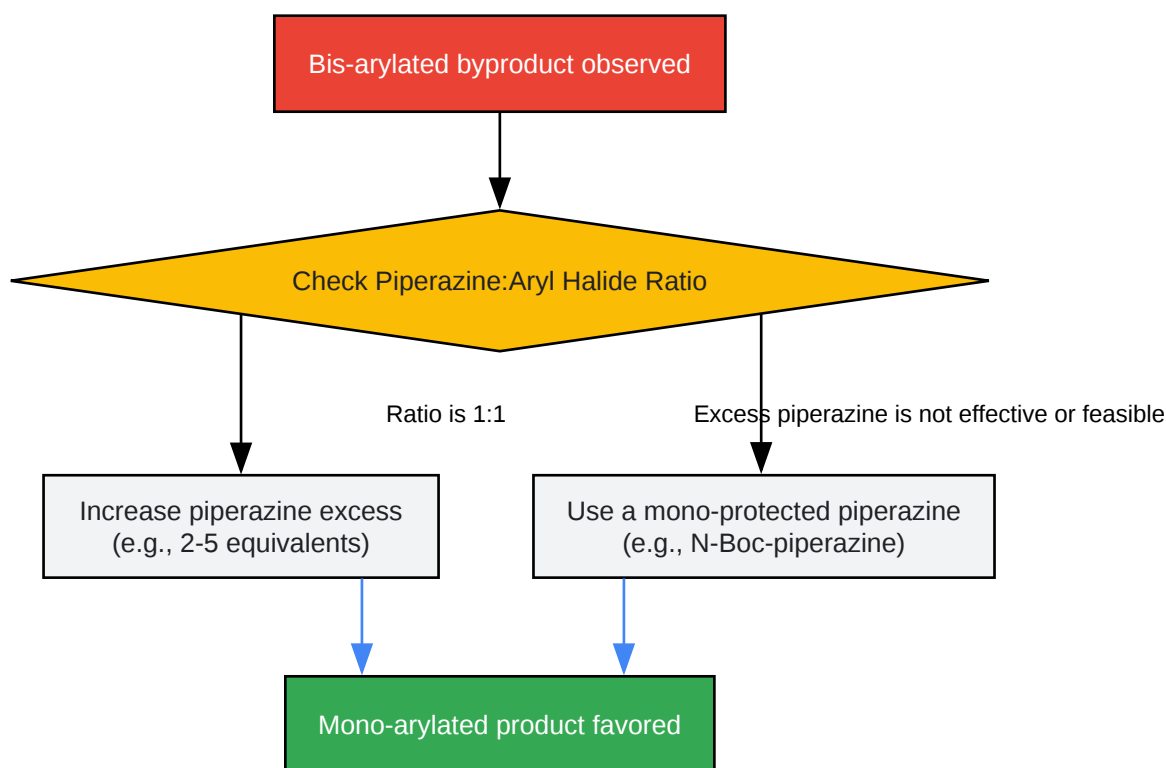 Bis-arylated byproduct observed
Check Piperazine:Aryl Halide Ratio
Ratio is 1:1
Excess piperazine is not effective or feasible
Increase piperazine excess
(e.g., 2-5 equivalents)
Use a mono-protected piperazine
(e.g., N-Boc-piperazine)
Mono-arylated product favored